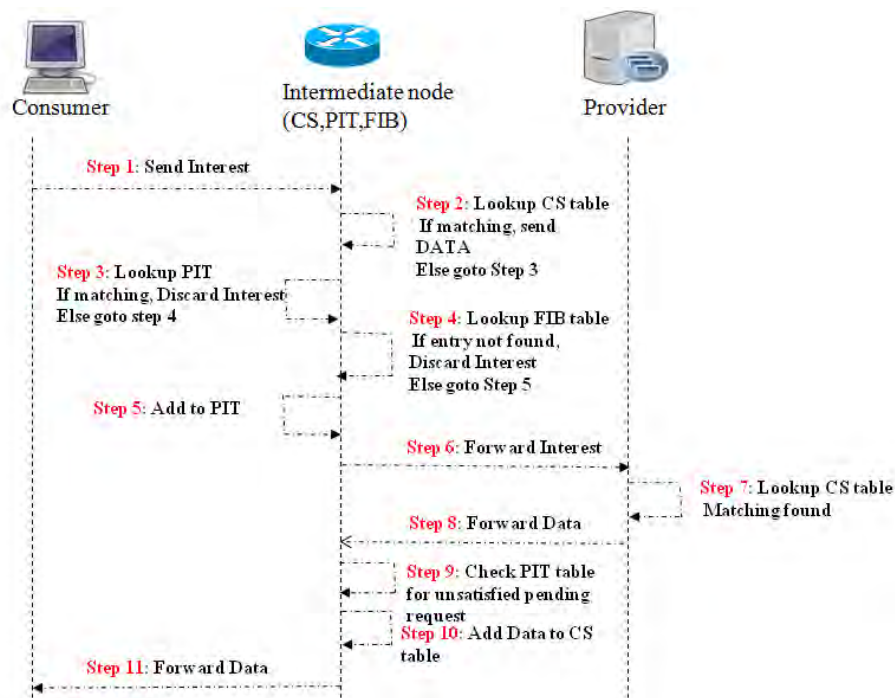 Consumer
Intermediate node
(CS,PIT,FIB)
Provider
Step 1: Send Interest
Step 2: Lookup CS table
If matching, send
DATA
Else goto Step 3
Step 3: Lookup PIT
If matching, Discard Interest
Else goto step 4
Step 4: Lookup FIB table
If entry not found,
Discard Interest
Else goto Step 5
Step 5: Add to PIT
Step 6: Forward Interest
Step 7: Lookup CS table
Matching found
Step 8: Forward Data
Step 9: Check PIT table
for unsatisfied pending
request
Step 10: Add Data to CS
table
Step 11: Forward Data